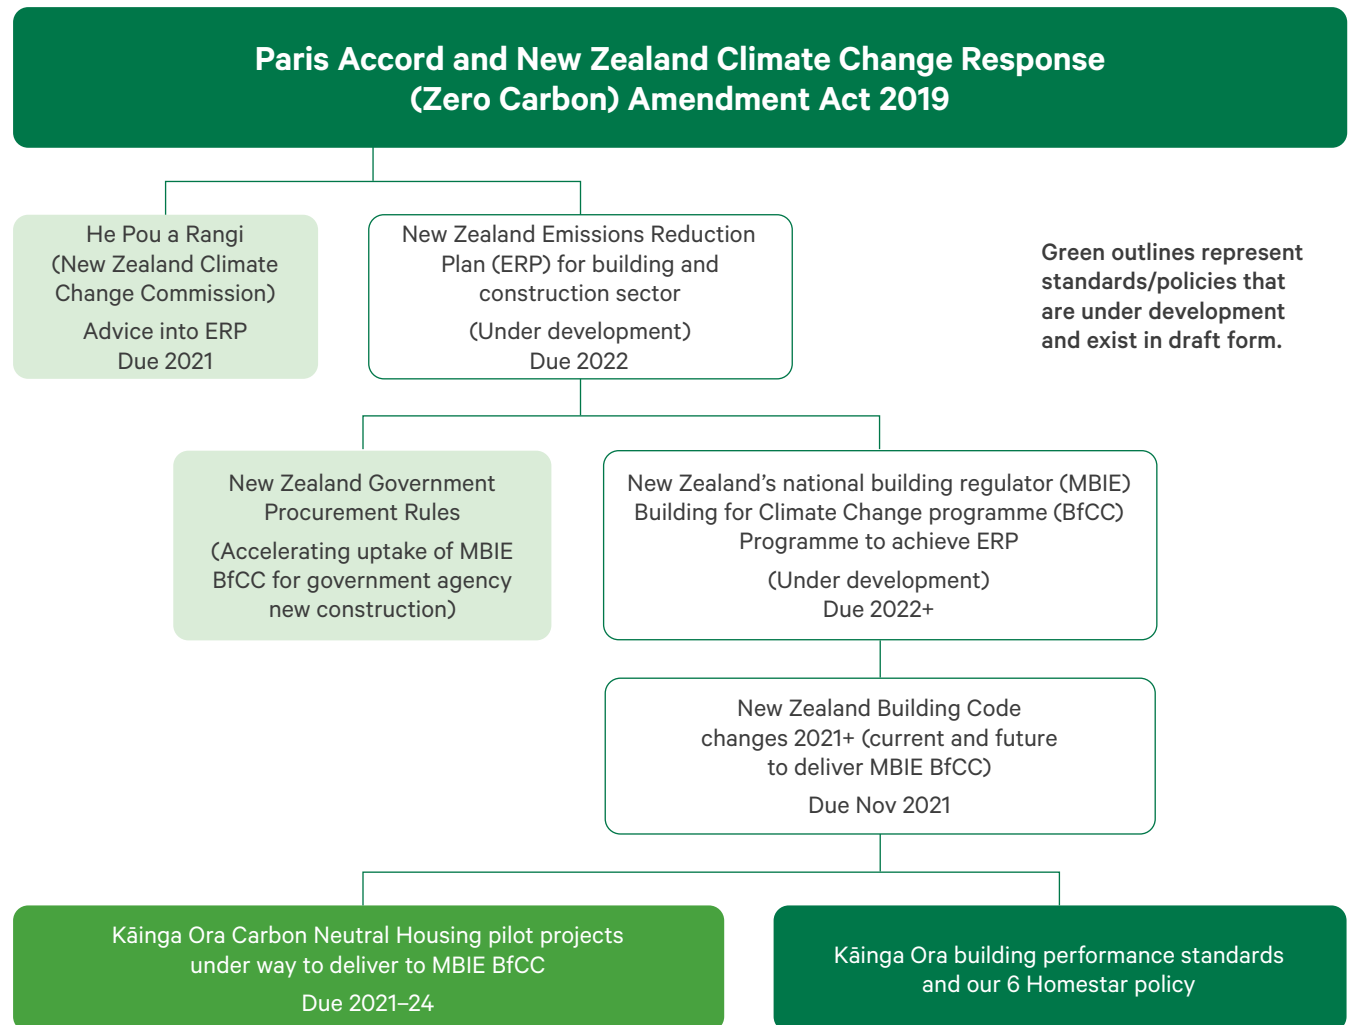 Paris Accord and New Zealand Climate Change Response
(Zero Carbon) Amendment Act 2019
He Pou a Rangi
(New Zealand Climate
Change Commission)
Advice into ERP
Due 2021
New Zealand Emissions Reduction
Plan (ERP) for building and
construction sector
(Under development)
Due 2022
Green outlines represent
standards/policies that
are under development
and exist in draft form.
New Zealand Government
Procurement Rules
(Accelerating uptake of MBIE
BfCC for government agency
new construction)
New Zealand’s national building regulator (MBIE)
Building for Climate Change programme (BfCC)
Programme to achieve ERP
(Under development)
Due 2022+
New Zealand Building Code
changes 2021+ (current and future
to deliver MBIE BfCC)
Due Nov 2021
Kāinga Ora Carbon Neutral Housing pilot projects
under way to deliver to MBIE BfCC
Due 2021–24
Kāinga Ora building performance standards
and our 6 Homestar policy